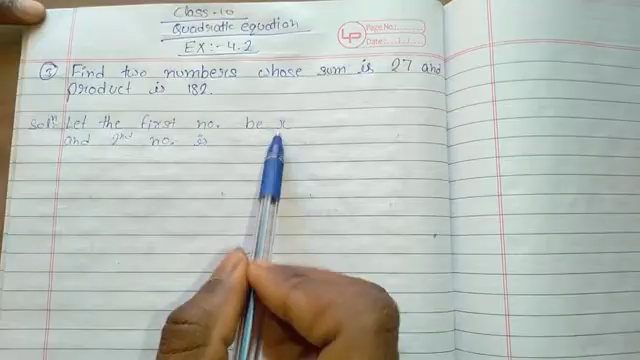 Class-10
Quadratic equation
EX:- 4.2
LP
Page No.:
Date:
③ Find two numbers whose sum is 27 and
product is 182.
Solⁿ: Let the first no. be x
and 2nd no. is